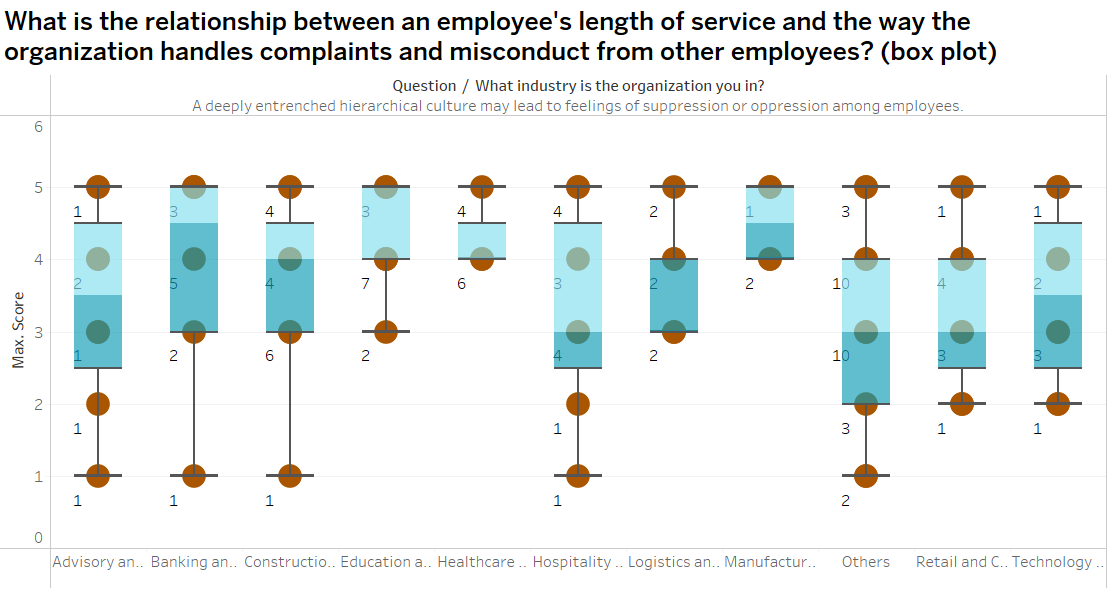 What is the relationship between an employee's length of service and the way the
organization handles complaints and misconduct from other employees? (box plot)
Question / What industry is the organization you in?
A deeply entrenched hierarchical culture may lead to feelings of suppression or oppression among employees.
6
5
1 3 4 3 4 4 2 1 3 1 1
4
2 5 4 7 6 3 2 2 10 4 2
Max. Score
3
1 2 6 2 4 2 10 3 3
2
1 1 3 1 1
1
1 1 1 1 2
0
Advisory an.. Banking an.. Constructio.. Education a.. Healthcare .. Hospitality .. Logistics an.. Manufactur.. Others Retail and C.. Technology ..